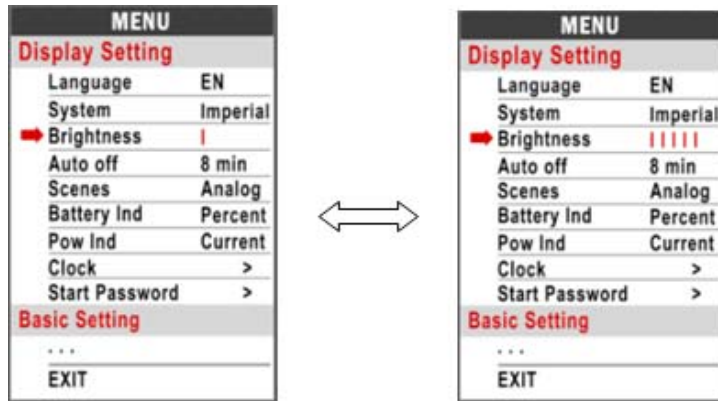 MENU
Display Setting
Language EN
System Imperial
Brightness I
Auto off 8 min
Scenes Analog
Battery Ind Percent
Pow Ind Current
Clock >
Start Password >
Basic Setting
...
EXIT
MENU
Display Setting
Language EN
System Imperial
Brightness IIIII
Auto off 8 min
Scenes Analog
Battery Ind Percent
Pow Ind Current
Clock >
Start Password >
Basic Setting
...
EXIT